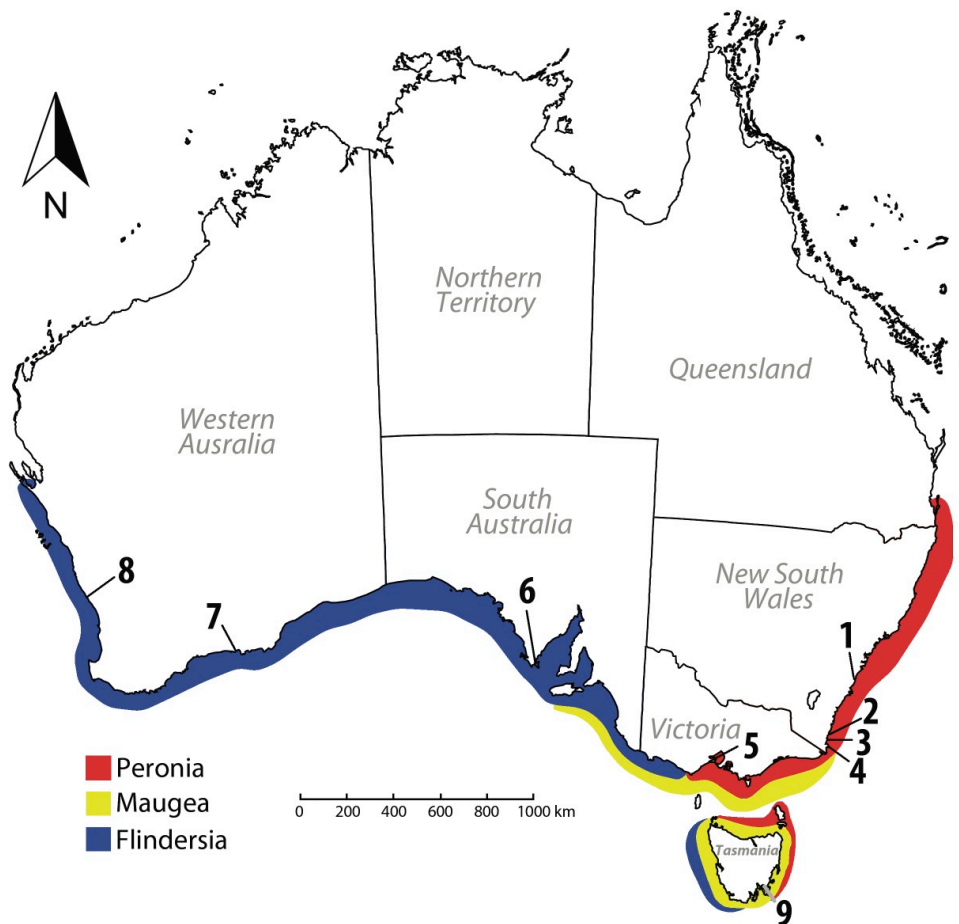 N
Northern
Territory
Queensland
Western
Ausralia
South
Australia
New South
Wales
8
7
6
1
2
Victoria
5
3
4
Peronia
Maugea
Flindersia
0 200 400 600 800 1000 km
Tasmania
9